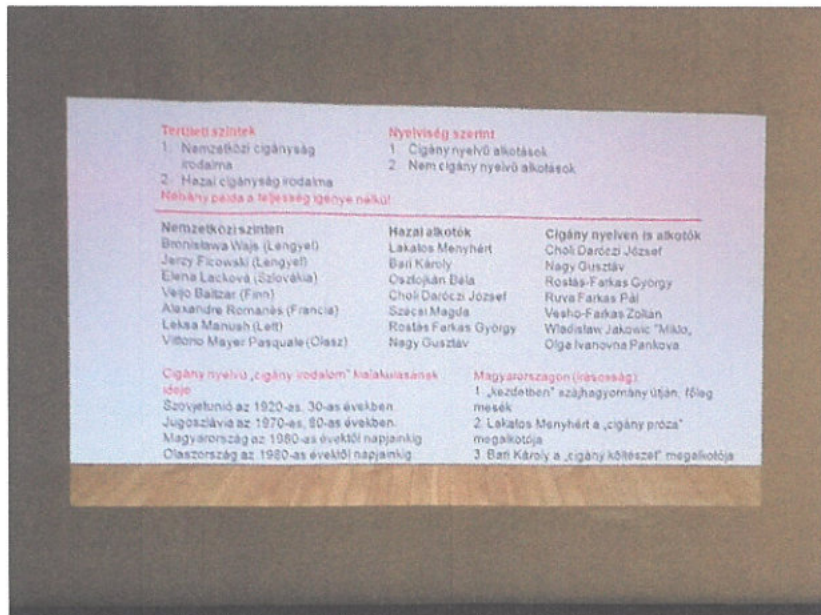 Területi szintek
1. Nemzetközi cigányság
irodalma
2. Hazai cigányság irodalma
Néhány példa a teljesség igénye nélkül
Nyelviség szerint
1. Cigány nyelvű alkotások
2. Nem cigány nyelvű alkotások
Nemzetközi szinten
Bronisława Wajs (Lengyel)
Jerzy Ficowski (Lengyel)
Elena Lacková (Szlovákia)
Veijo Baltzar (Finn)
Alexandre Romanès (Francia)
Leksa Manush (Lett)
Vittorio Mayer Pasquale (Olasz)
Hazai alkotók
Lakatos Menyhért
Bari Károly
Osztojkán Béla
Choli Daróczi József
Szécsi Magda
Rostás Farkas György
Nagy Gusztáv
Cigány nyelven is alkotók
Choli Daróczi József
Nagy Gusztáv
Rostás-Farkas György
Ruva Farkas Pál
Vesho-Farkas Zoltán
Wladislaw Jakowic "Miklo„
Olga Ivanovna Pankova
Cigány nyelvű „cigány irodalom" kialakulásának
ideje
Szovjetunió az 1920-as, 30-as években.
Jugoszlávia az 1970-as, 80-as években.
Magyarország az 1980-as évektől napjainkig
Olaszország az 1980-as évektől napjainkig
Magyarországon (írásosság)
1. „kezdetben" szájhagyomány útján, főleg
mesék
2. Lakatos Menyhért a „cigány próza"
megalkotója
3. Bari Károly a „cigány költészet" megalkotója